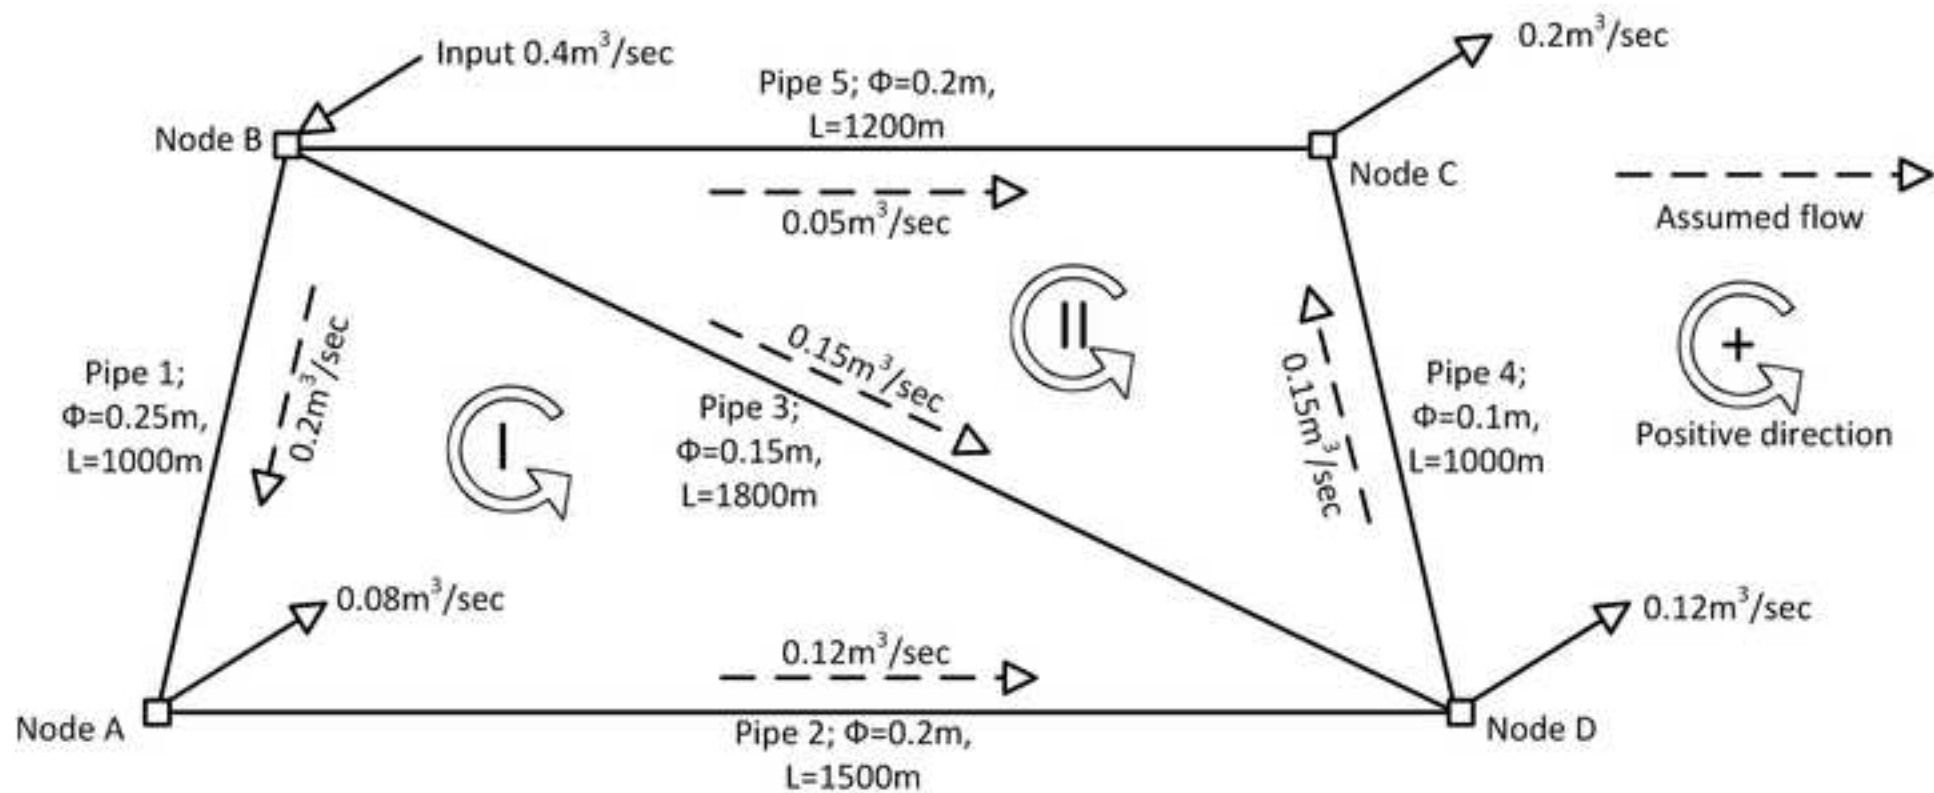 Input 0.4m³/sec
0.2m³/sec
Pipe 5; Φ=0.2m,
L=1200m
Node B
Node C
0.05m³/sec
Assumed flow
II
0.15m³/sec
0.2m³/sec
+
Pipe 1;
Φ=0.25m,
L=1000m
I
Pipe 3;
Φ=0.15m,
L=1800m
0.15m³/sec
Pipe 4;
Φ=0.1m,
L=1000m
Positive direction
0.08m³/sec
0.12m³/sec
0.12m³/sec
Node A
Pipe 2; Φ=0.2m,
L=1500m
Node D